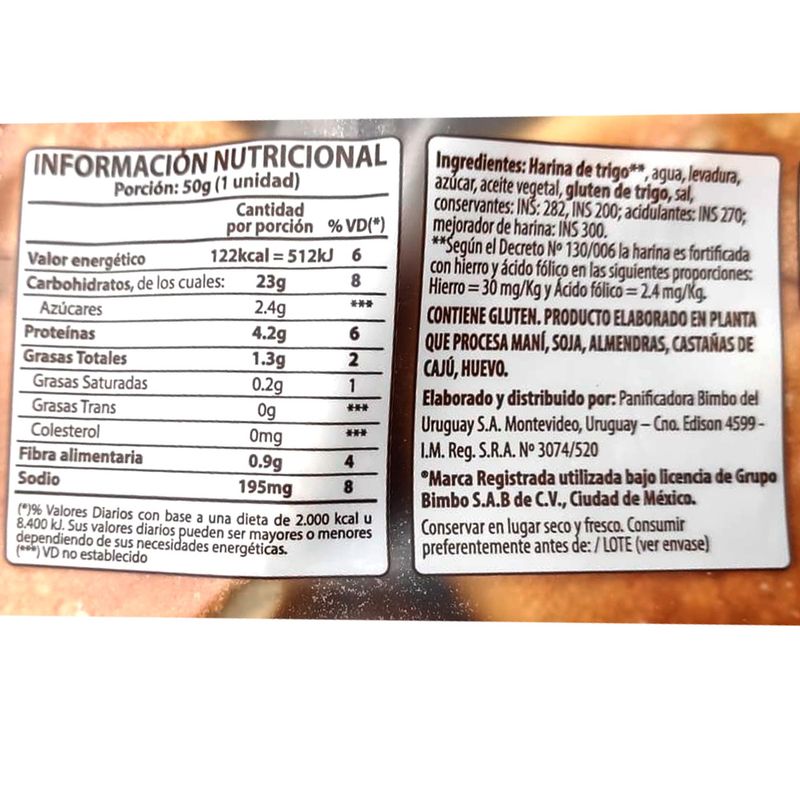 INFORMACIÓN NUTRICIONAL
Porción: 50g (1 unidad)
Cantidad
por porción % VD(*)
Valor energético 122kcal = 512kJ 6
Carbohidratos, de los cuales: 23g 8
Azúcares 2.4g ***
Proteínas 4.2g 6
Grasas Totales 1.3g 2
Grasas Saturadas 0.2g 1
Grasas Trans 0g ***
Colesterol 0mg ***
Fibra alimentaria 0.9g 4
Sodio 195mg 8
(*)% Valores Diarios con base a una dieta de 2.000 kcal u
8.400 kJ. Sus valores diarios pueden ser mayores o menores
dependiendo de sus necesidades energéticas.
(***) VD no establecido
Ingredientes: Harina de trigo**, agua, levadura,
azúcar, aceite vegetal, gluten de trigo, sal,
conservantes: INS: 282, INS 200; acidulantes: INS 270;
mejorador de harina: INS 300.
**Según el Decreto Nº 130/006 la harina es fortificada
con hierro y ácido fólico en las siguientes proporciones:
Hierro = 30 mg/Kg y Ácido fólico = 2.4 mg/Kg.
CONTIENE GLUTEN. PRODUCTO ELABORADO EN PLANTA
QUE PROCESA MANÍ, SOJA, ALMENDRAS, CASTAÑAS DE
CAJÚ, HUEVO.
Elaborado y distribuido por: Panificadora Bimbo del
Uruguay S.A. Montevideo, Uruguay – Cno. Edison 4599 -
I.M. Reg. S.R.A. Nº 3074/520
®Marca Registrada utilizada bajo licencia de Grupo
Bimbo S.A.B de C.V., Ciudad de México.
Conservar en lugar seco y fresco. Consumir
preferentemente antes de: / LOTE (ver envase)